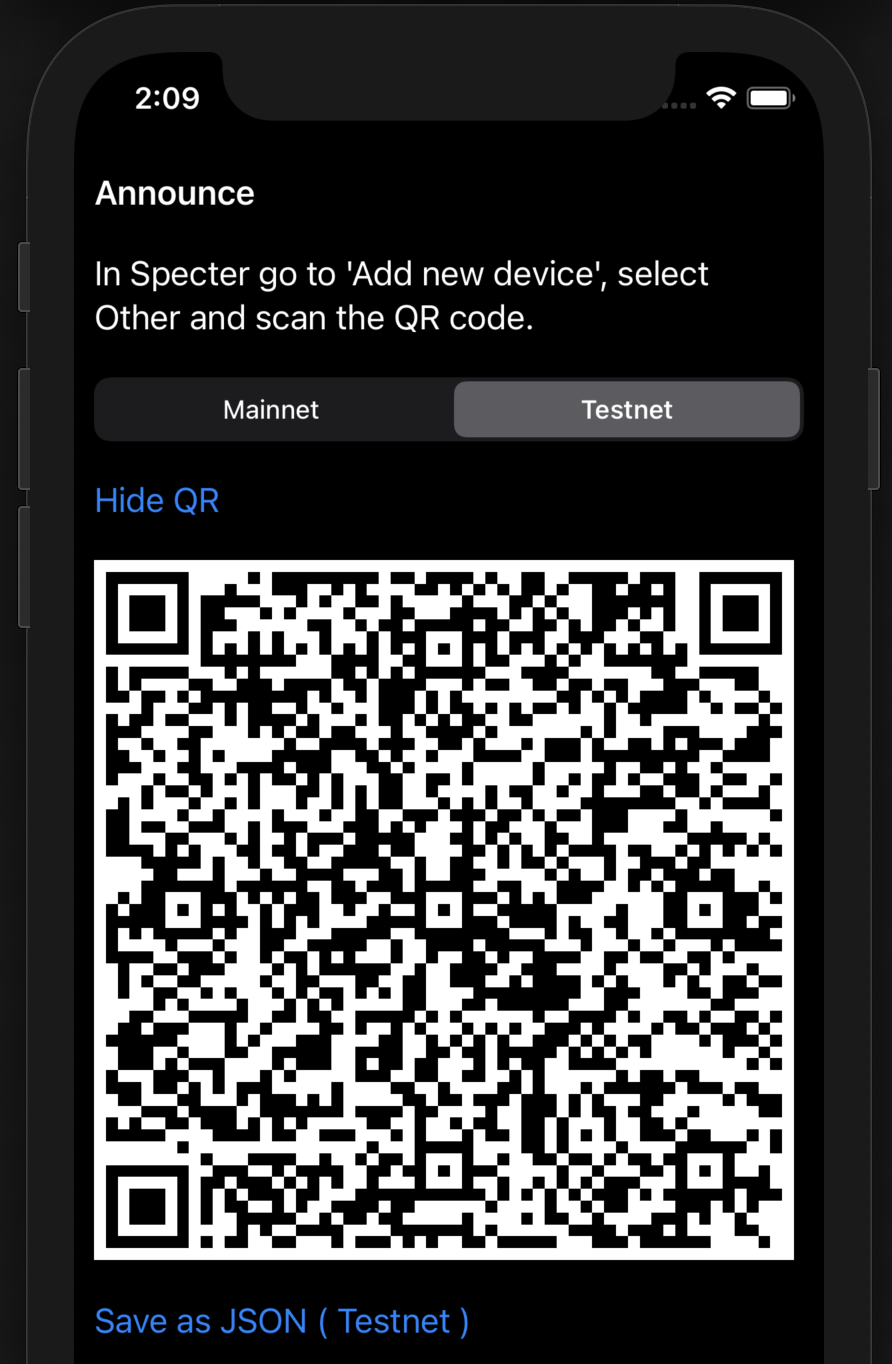 2:09
Announce
In Specter go to 'Add new device', select
Other and scan the QR code.
Mainnet
Testnet
Hide QR
Save as JSON ( Testnet )